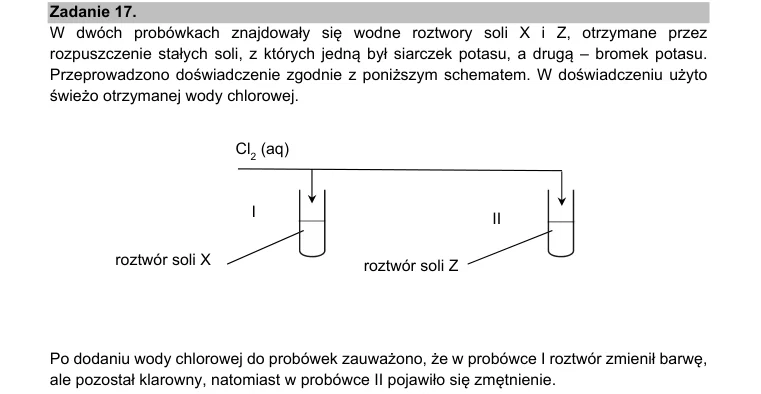 Zadanie 17.
W dwóch probówkach znajdowały się wodne roztwory soli X i Z, otrzymane przez
rozpuszczenie stałych soli, z których jedną był siarczek potasu, a drugą – bromek potasu.
Przeprowadzono doświadczenie zgodnie z poniższym schematem. W doświadczeniu użyto
świeżo otrzymanej wody chlorowej.
Cl₂ (aq)
I
II
roztwór soli X
roztwór soli Z
Po dodaniu wody chlorowej do probówek zauważono, że w probówce I roztwór zmienił barwę,
ale pozostał klarowny, natomiast w probówce II pojawiło się zmętnienie.